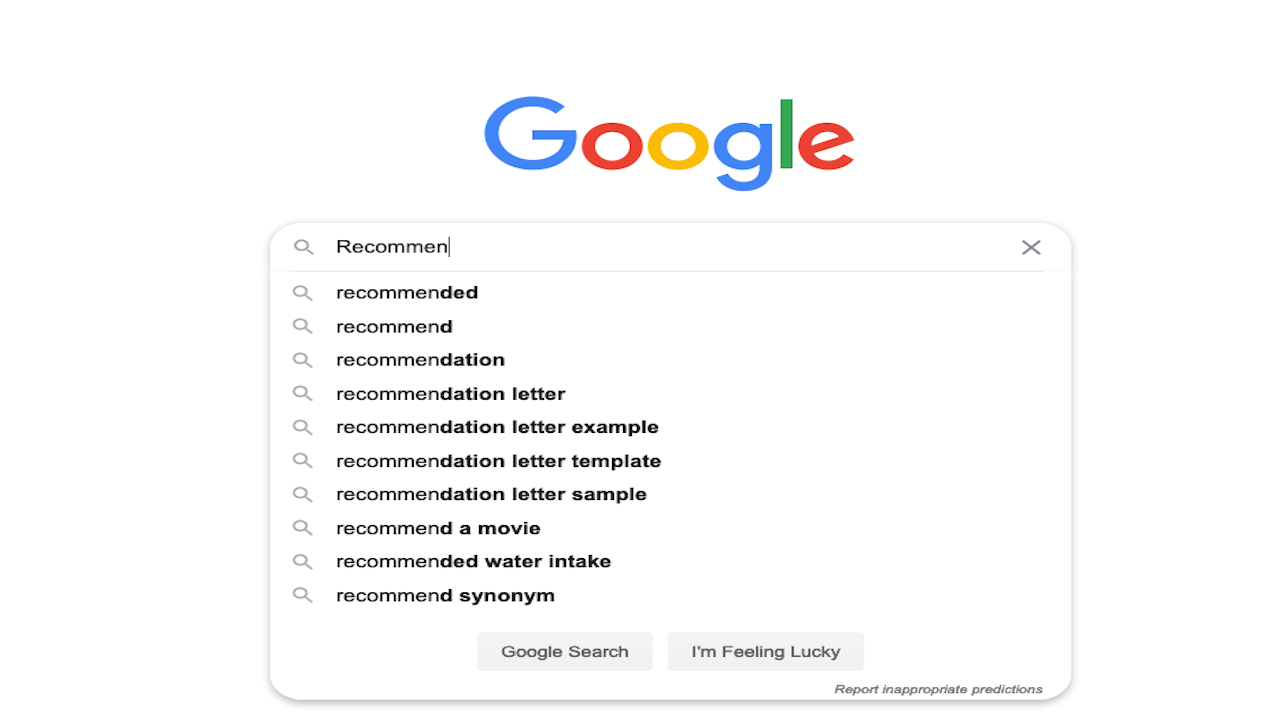 Google
Recommen
recommended
recommend
recommendation
recommendation letter
recommendation letter example
recommendation letter template
recommendation letter sample
recommend a movie
recommended water intake
recommend synonym
Google Search I'm Feeling Lucky
Report inappropriate predictions